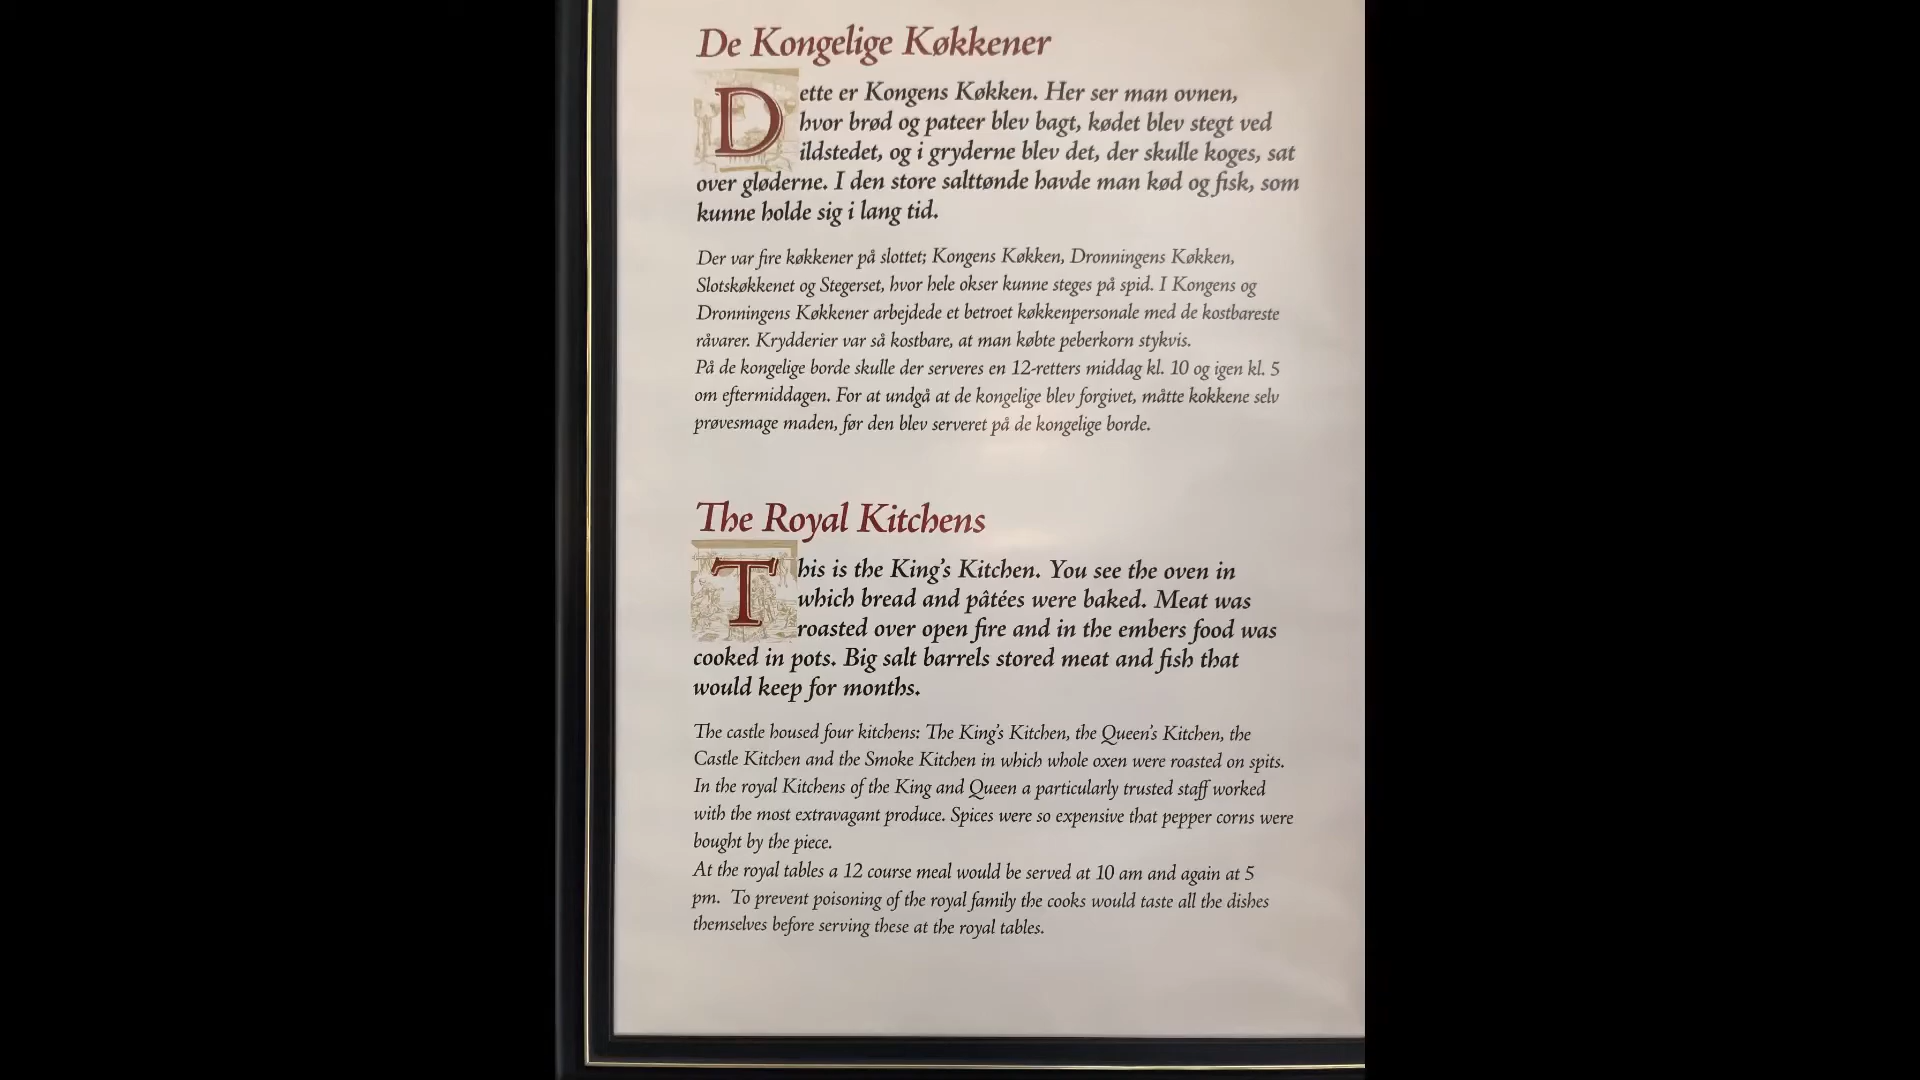 De Kongelige Køkkener
Dette er Kongens Køkken. Her ser man ovnen,
hvor brød og pateer blev bagt, kødet blev stegt ved
ildstedet, og i gryderne blev det, der skulle koges, sat
over gløderne. I den store salttønde havde man kød og fisk, som
kunne holde sig i lang tid.
Der var fire køkkener på slottet; Kongens Køkken, Dronningens Køkken,
Slotskøkkenet og Stegerset, hvor hele okser kunne steges på spid. I Kongens og
Dronningens Køkkener arbejdede et betroet køkkenpersonale med de kostbareste
råvarer. Krydderier var så kostbare, at man købte peberkorn stykvis.
På de kongelige borde skulle der serveres en 12-retters middag kl. 10 og igen kl. 5
om eftermiddagen. For at undgå at de kongelige blev forgivet, måtte kokkene selv
prøvesmage maden, før den blev serveret på de kongelige borde.
The Royal Kitchens
This is the King's Kitchen. You see the oven in
which bread and pâtées were baked. Meat was
roasted over open fire and in the embers food was
cooked in pots. Big salt barrels stored meat and fish that
would keep for months.
The castle housed four kitchens: The King's Kitchen, the Queen's Kitchen, the
Castle Kitchen and the Smoke Kitchen in which whole oxen were roasted on spits.
In the royal Kitchens of the King and Queen a particularly trusted staff worked
with the most extravagant produce. Spices were so expensive that pepper corns were
bought by the piece.
At the royal tables a 12 course meal would be served at 10 am and again at 5
pm. To prevent poisoning of the royal family the cooks would taste all the dishes
themselves before serving these at the royal tables.